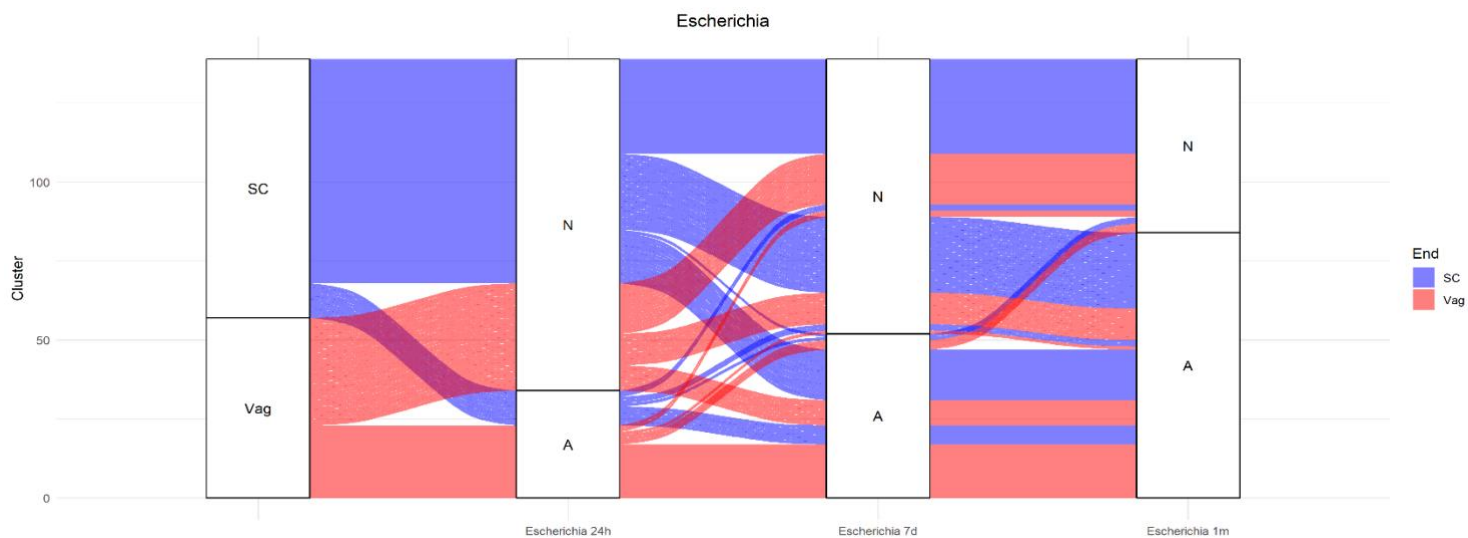 Escherichia
Cluster
100
50
0
SC
Vag
N
A
N
A
N
A
Escherichia 24h
Escherichia 7d
Escherichia 1m
End
SC
Vag